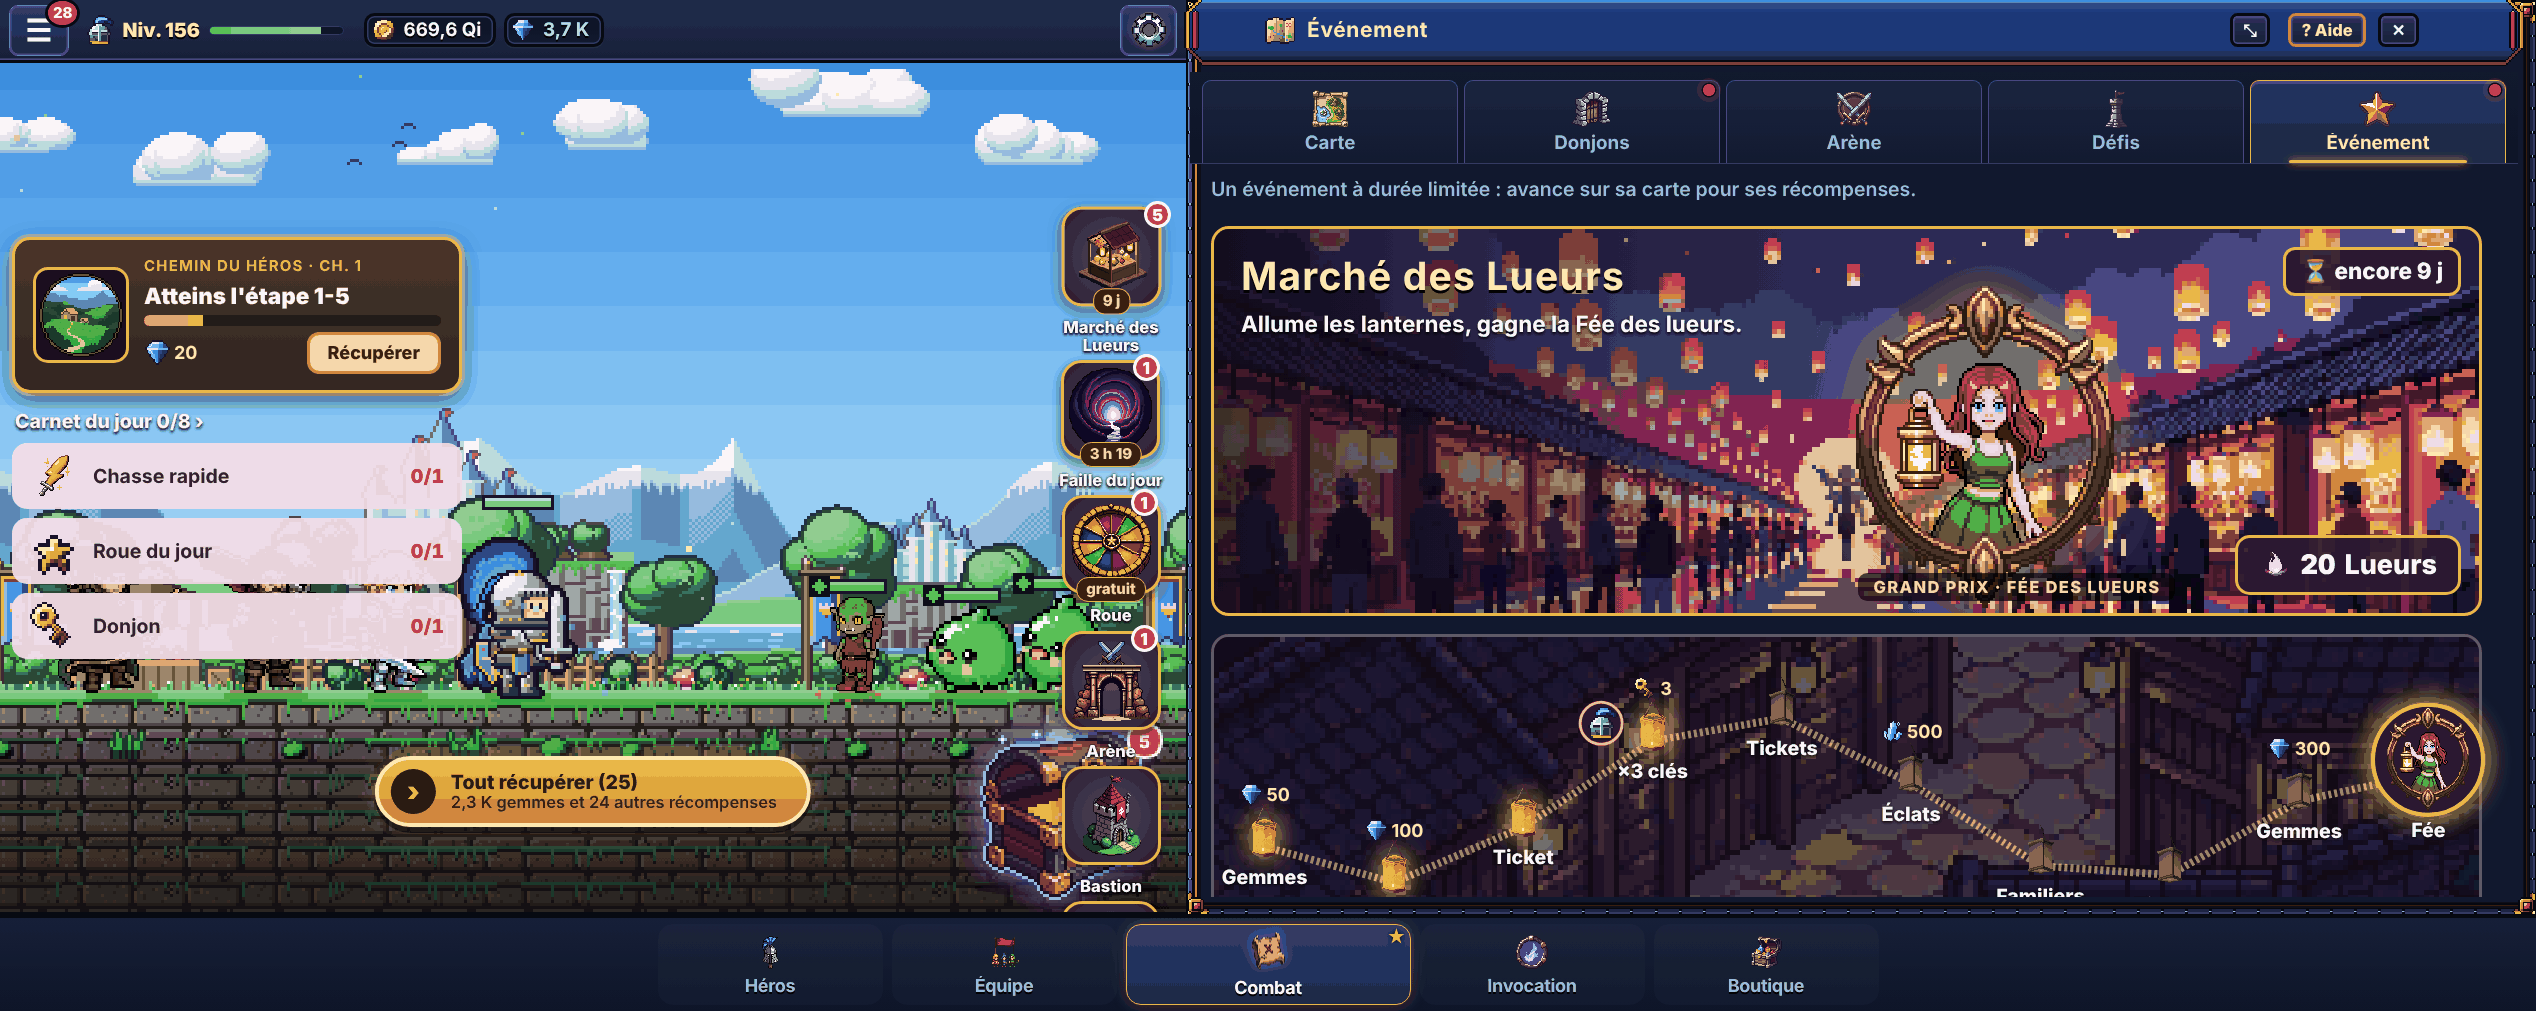 28
Niv. 156
669,6 Qi
3,7 K
Événement
? Aide
Carte
Donjons
Arène
Défis
Événement
Un événement à durée limitée : avance sur sa carte pour ses récompenses.
CHEMIN DU HÉROS · CH. 1
Atteins l'étape 1-5
20
Récupérer
Carnet du jour 0/8 ›
Chasse rapide
0/1
Roue du jour
0/1
Donjon
0/1
5
9 j
Marché des
Lueurs
1
3 h 19
Faille du jour
1
gratuit
Roue
1
Arène
5
Bastion
Tout récupérer (25)
2,3 K gemmes et 24 autres récompenses
Marché des Lueurs
encore 9 j
Allume les lanternes, gagne la Fée des lueurs.
20 Lueurs
GRAND PRIX · FÉE DES LUEURS
50
Gemmes
100
Ticket
3
×3 clés
Tickets
500
Éclats
Familiers
300
Gemmes
Fée
Héros
Équipe
Combat
Invocation
Boutique